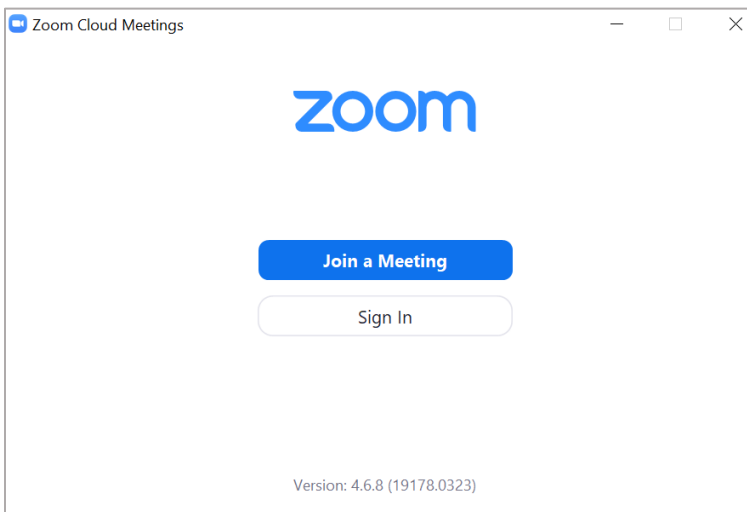 Zoom Cloud Meetings
zoom
Join a Meeting
Sign In
Version: 4.6.8 (19178.0323)